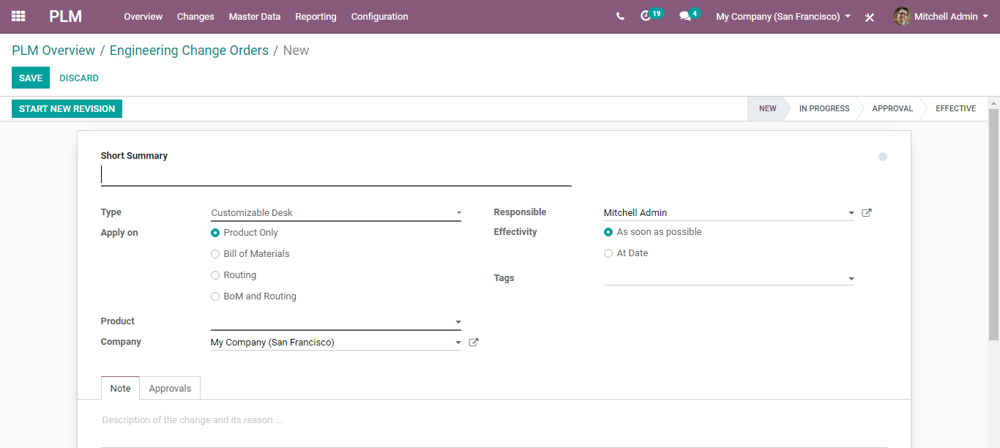 PLM Overview Changes Master Data Reporting Configuration 19 4 My Company (San Francisco) Mitchell Admin
PLM Overview / Engineering Change Orders / New
SAVE DISCARD
START NEW REVISION NEW IN PROGRESS APPROVAL EFFECTIVE
Short Summary
Type Customizable Desk Responsible Mitchell Admin
Apply on Product Only Effectivity As soon as possible
Bill of Materials At Date
Routing Tags
BoM and Routing
Product
Company My Company (San Francisco)
Note Approvals
Description of the change and its reason ...